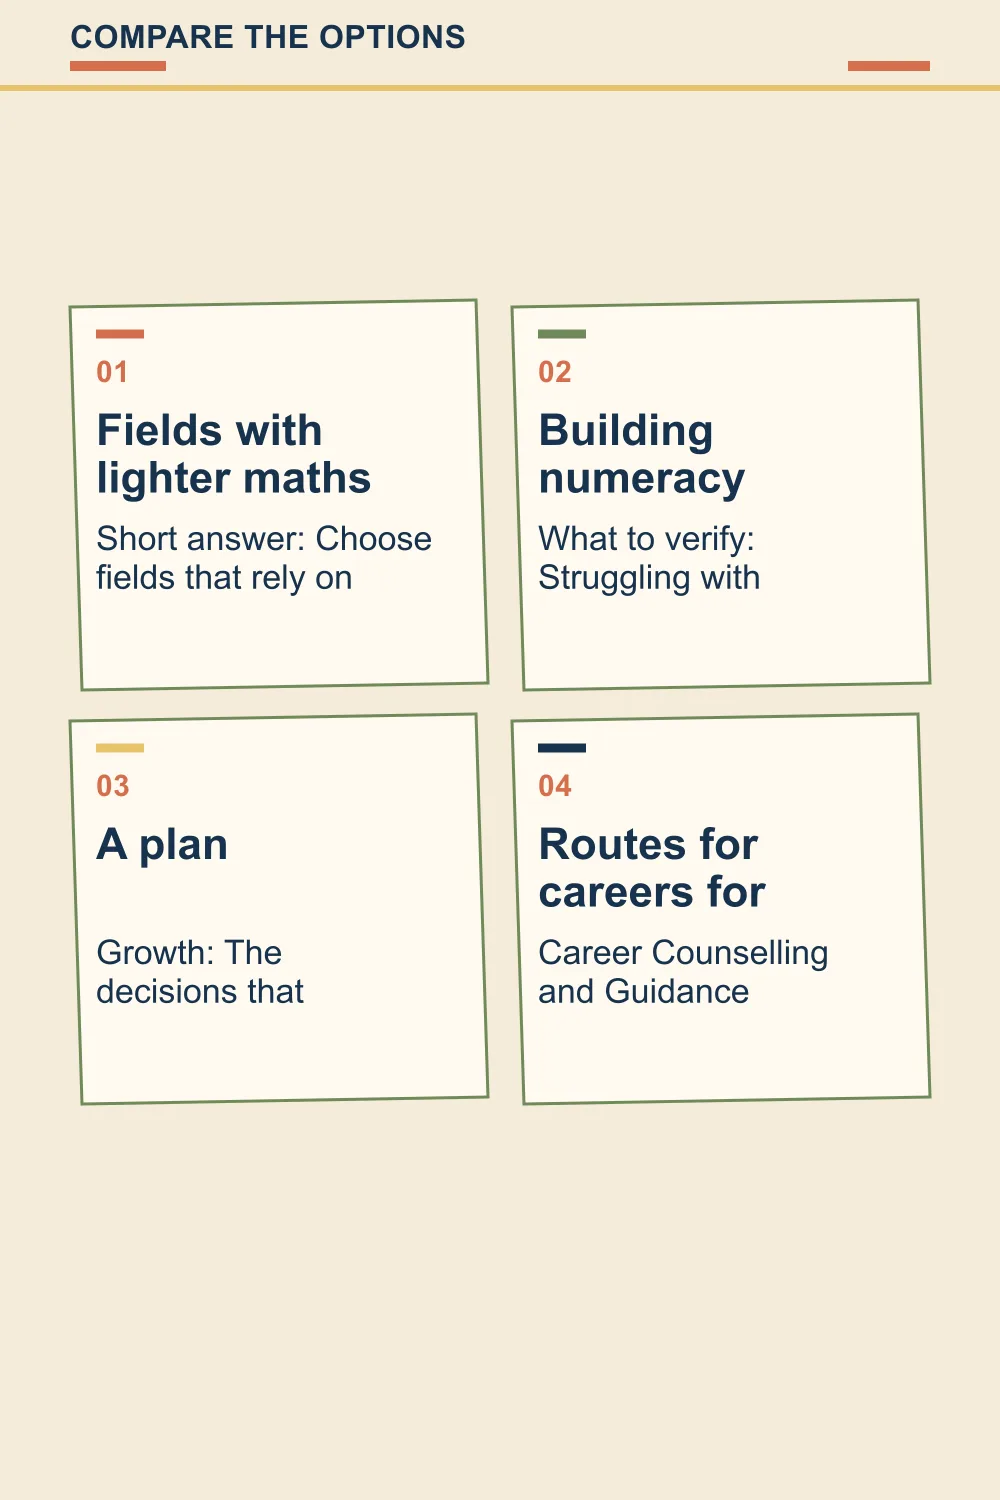 COMPARE THE OPTIONS
01
Fields with
lighter maths
Short answer: Choose
fields that rely on
02
Building
numeracy
What to verify:
Struggling with
03
A plan
Growth: The
decisions that
04
Routes for
careers for
Career Counselling
and Guidance